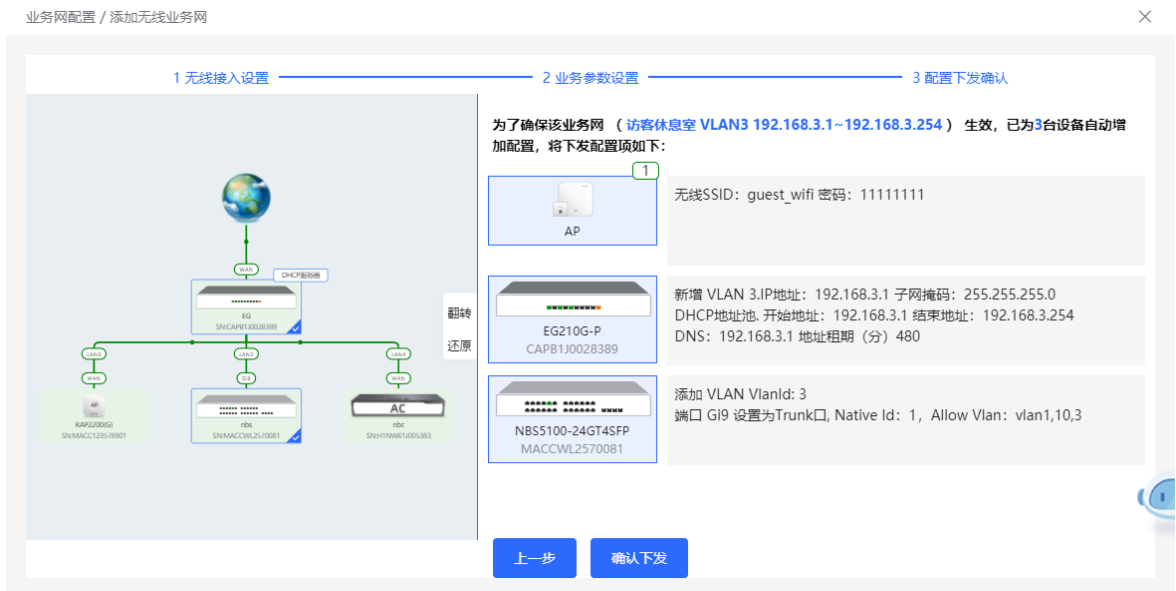 业务网配置 / 添加无线业务网
1 无线接入设置
2 业务参数设置
3 配置下发确认
WAN
DHCP服务器
EG
SN:CAPB1J0028389
LAN0
LAN3
LAN4
WAN
Gi9
WAN
AP
RAP2200(G)
nbs
SN:MACCWL2570081
AC
nbc
SN:H1NW61J005383
翻转
还原
为了确保该业务网 （ 访客休息室 VLAN3 192.168.3.1~192.168.3.254 ） 生效，已为3台设备自动增
加配置，将下发配置项如下：
1
AP
无线SSID：guest_wifi 密码：11111111
EG210G-P
CAPB1J0028389
新增 VLAN 3.IP地址：192.168.3.1 子网掩码：255.255.255.0
DHCP地址池. 开始地址：192.168.3.1 结束地址：192.168.3.254
DNS：192.168.3.1 地址租期（分）480
NBS5100-24GT4SFP
MACCWL2570081
添加 VLAN VlanId: 3
端口 Gi9 设置为Trunk口, Native Id：1，Allow Vlan：vlan1,10,3
上一步
确认下发